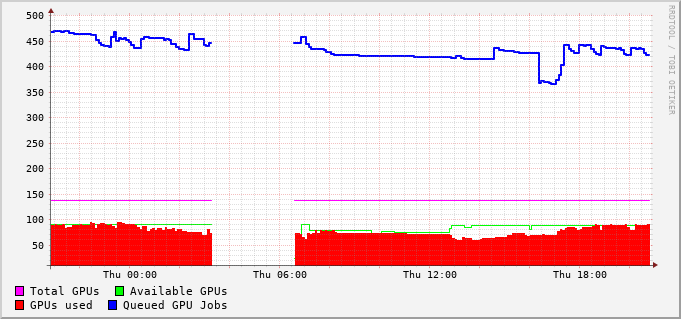 500
450
400
350
300
250
200
150
100
50
Thu 00:00 Thu 06:00 Thu 12:00 Thu 18:00
Total GPUs Available GPUs
GPUs used Queued GPU Jobs
RRDTOOL / TOBI OETIKER